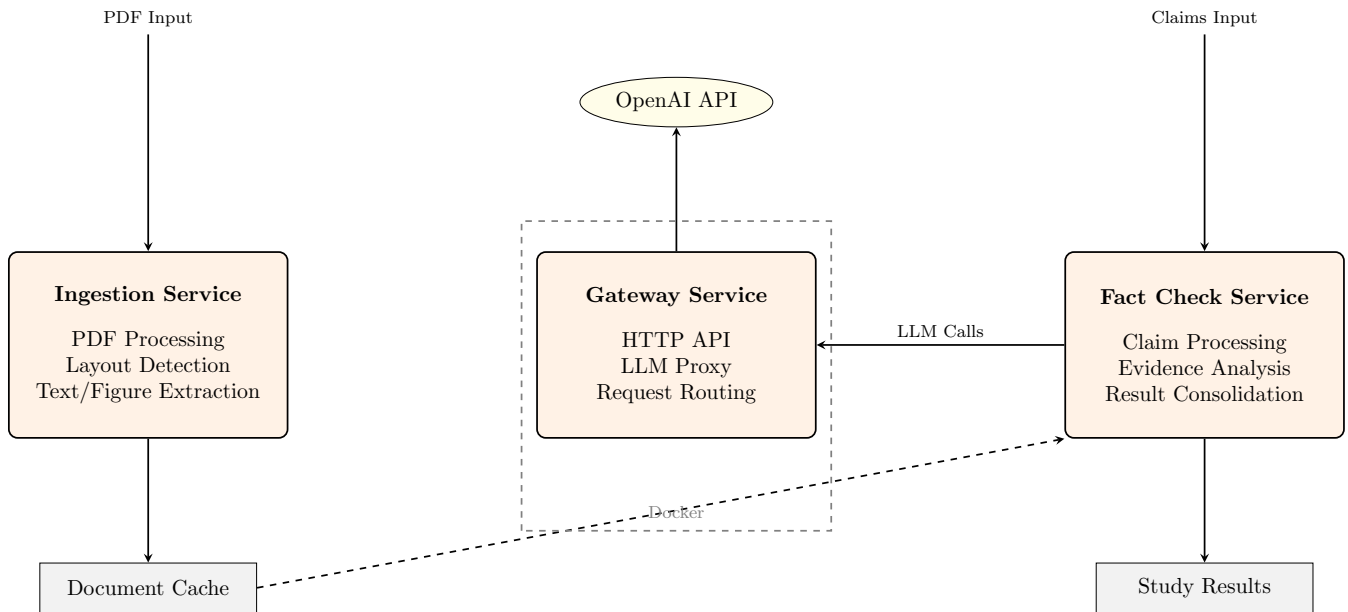 PDF Input
Claims Input
OpenAI API
Ingestion Service
PDF Processing
Layout Detection
Text/Figure Extraction
Gateway Service
HTTP API
LLM Proxy
Request Routing
LLM Calls
Fact Check Service
Claim Processing
Evidence Analysis
Result Consolidation
Docker
Document Cache
Study Results